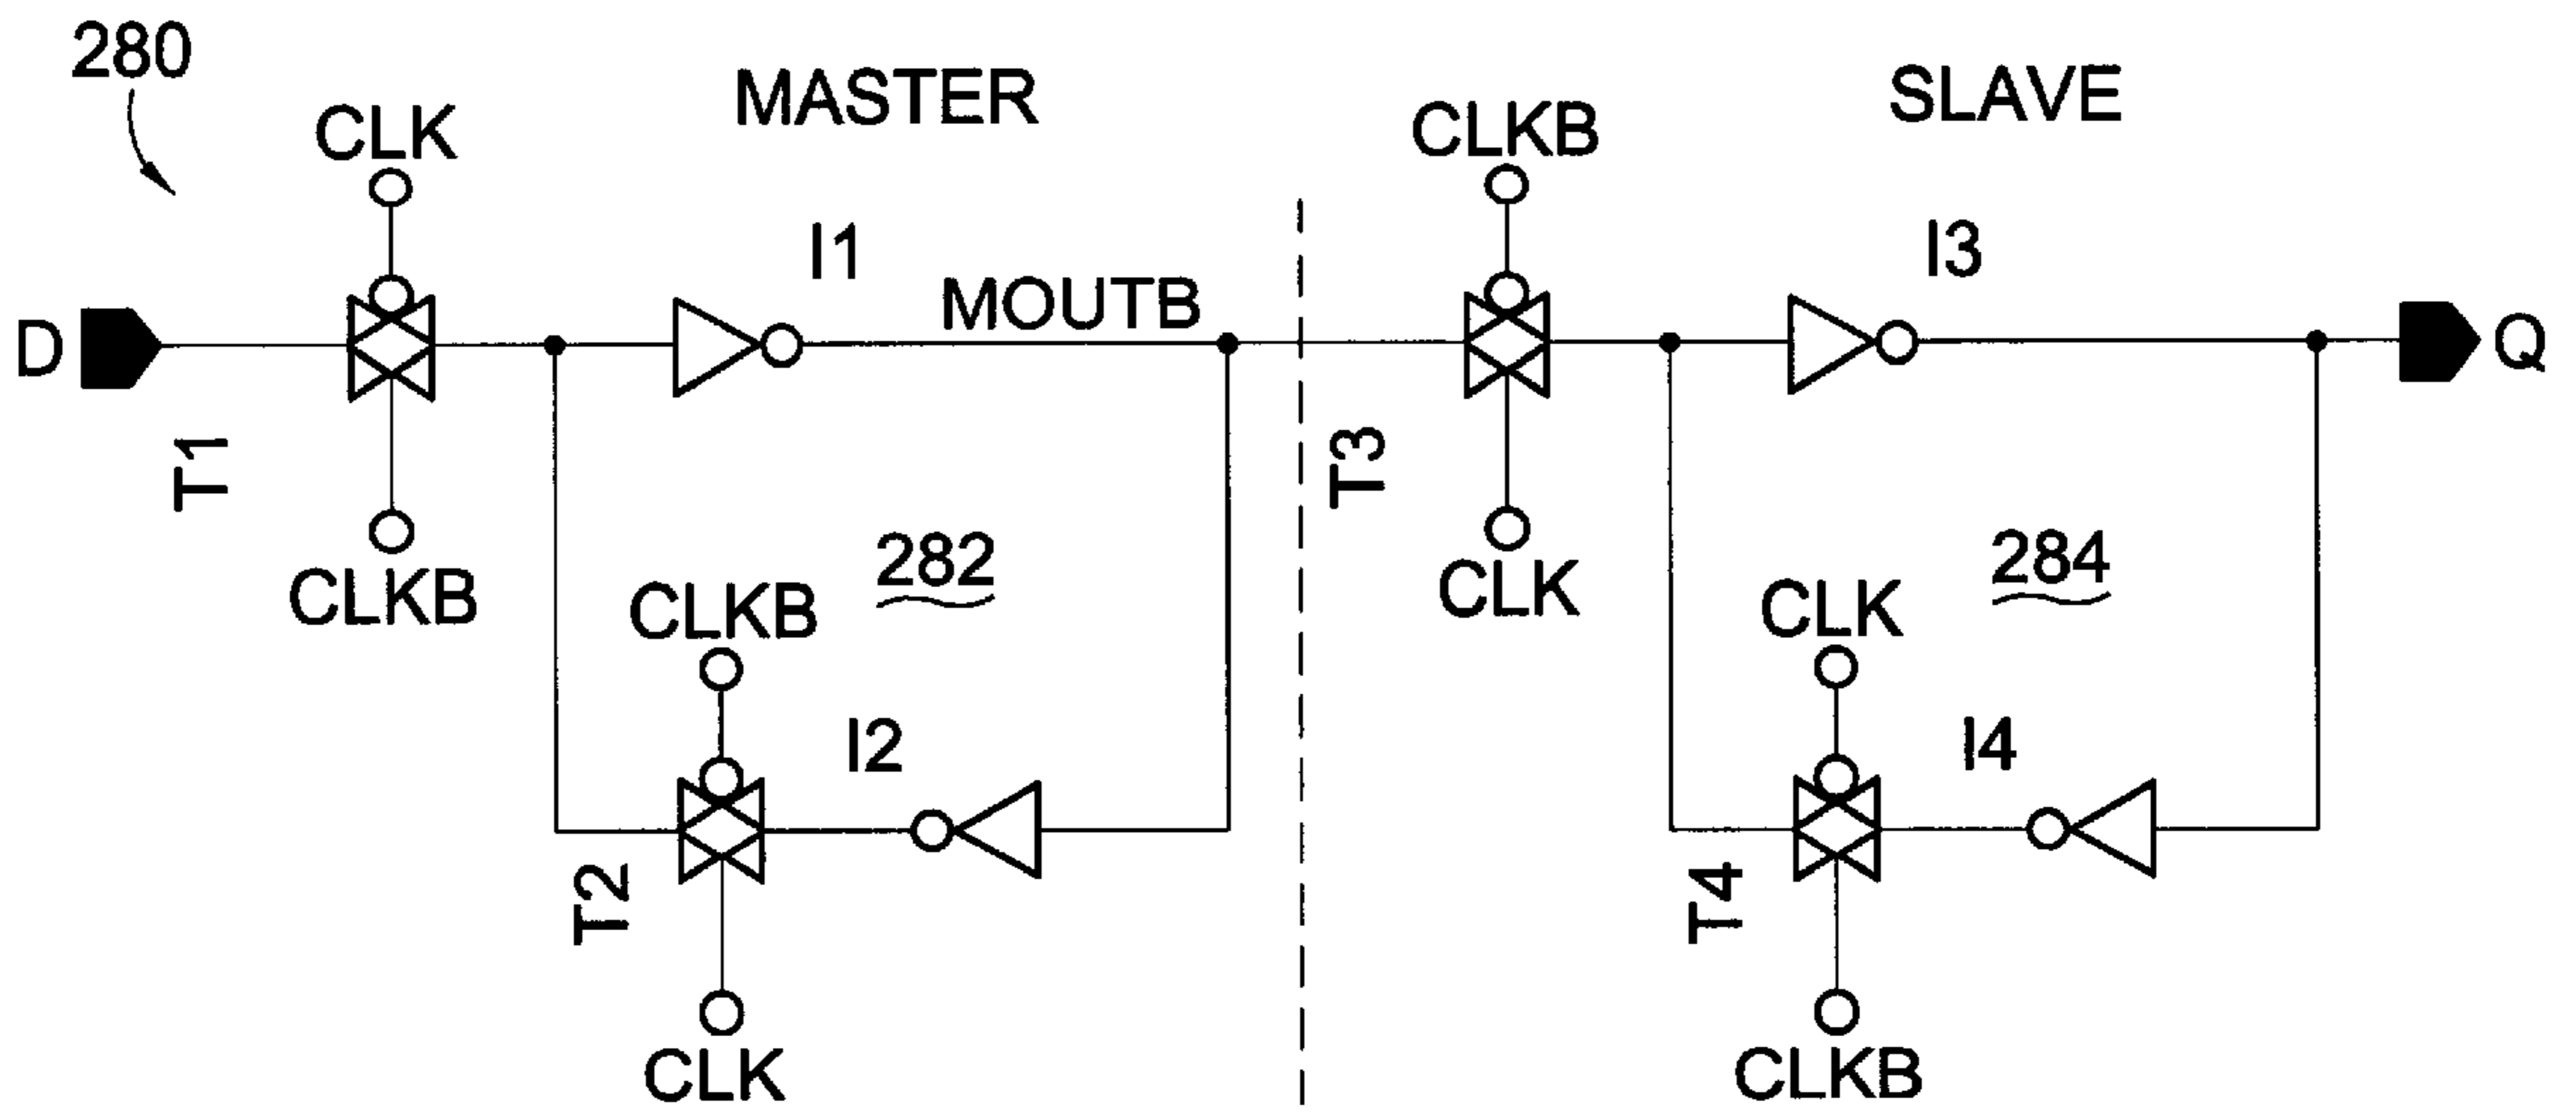 280
MASTER
SLAVE
CLK
CLKB
I1
I3
MOUTB
D
Q
T1
T3
CLKB
282
CLK
284
CLKB
CLK
I2
I4
T2
T4
CLK
CLKB